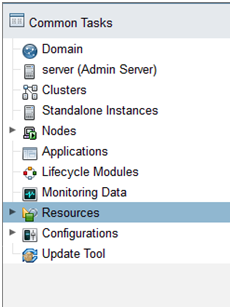 Common Tasks
Domain
server (Admin Server)
Clusters
Standalone Instances
Nodes
Applications
Lifecycle Modules
Monitoring Data
Resources
Configurations
Update Tool